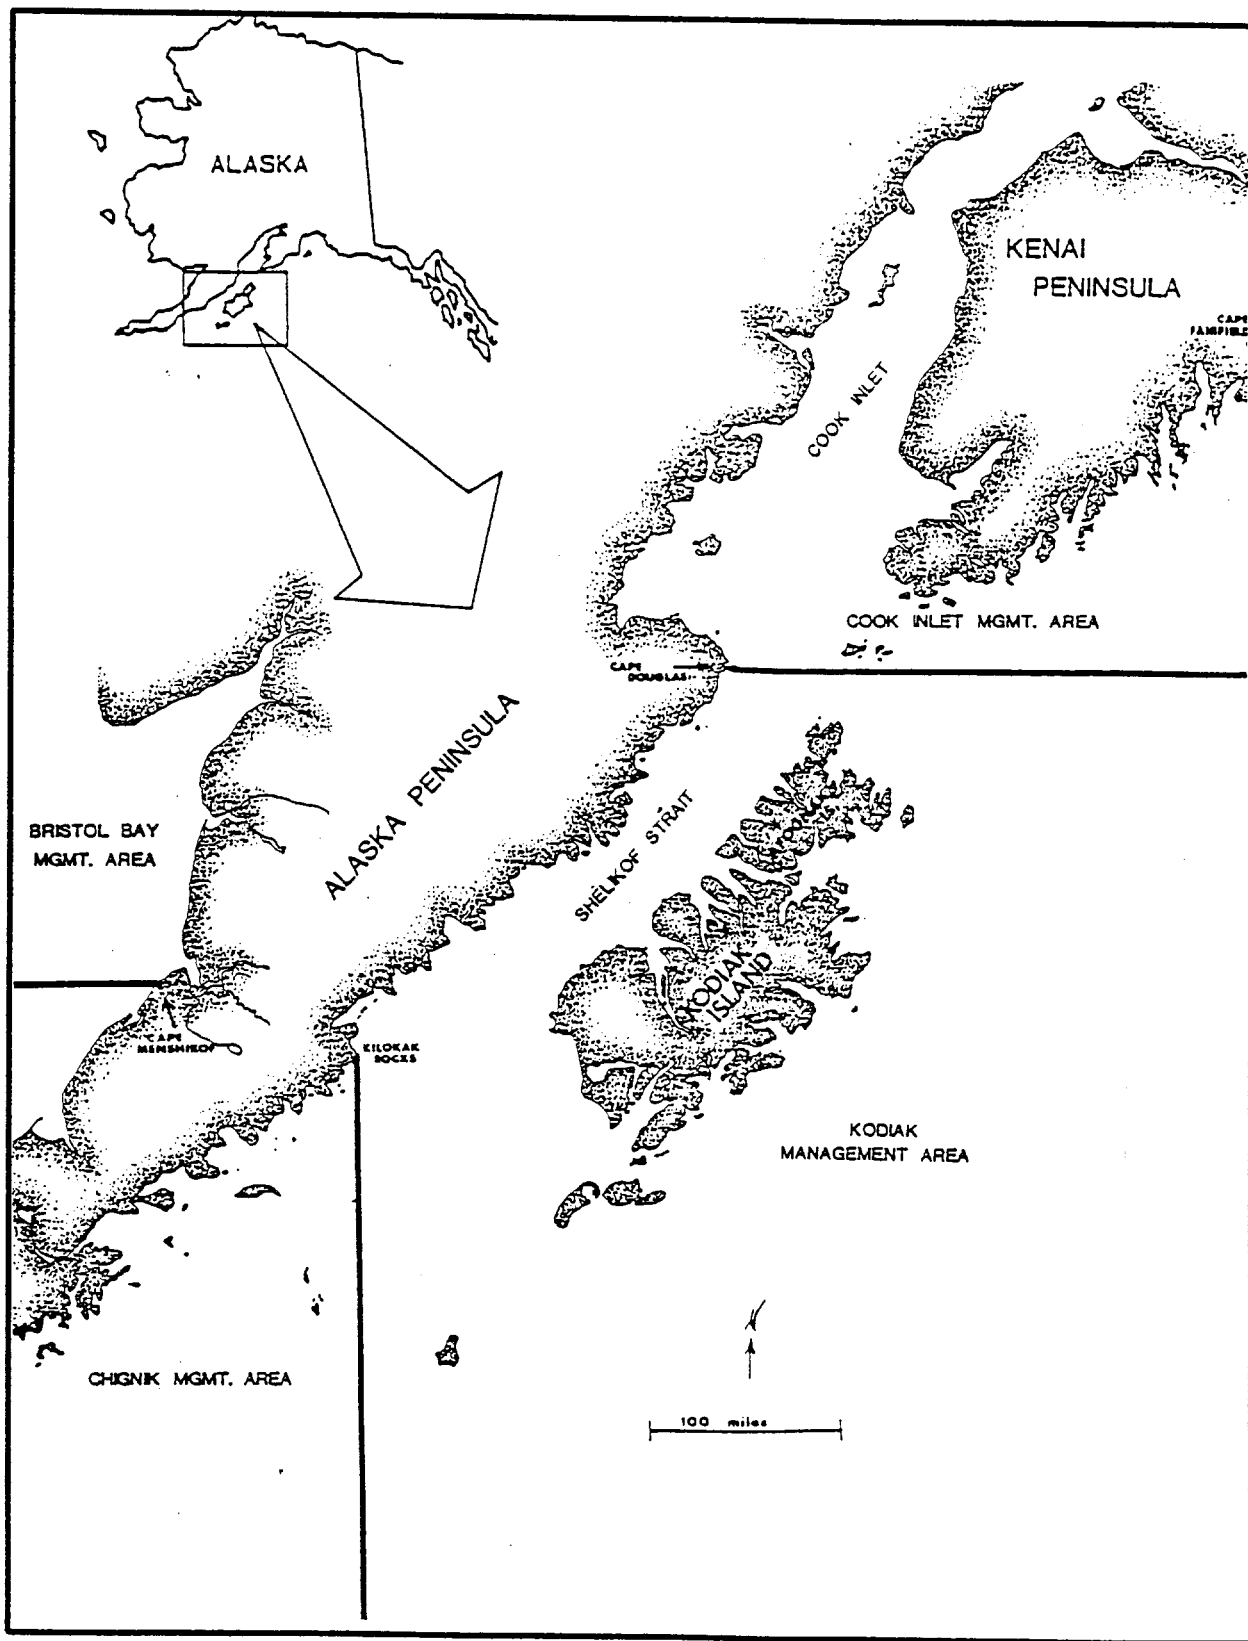 ALASKA
KENAI
PENINSULA
CAPE
COOK INLET
COOK INLET MGMT. AREA
CAPE
DOUGLAS
ALASKA PENINSULA
BRISTOL BAY
MGMT. AREA
SHELIKOF STRAIT
KODIAK
ISLAND
CAPE
MENSHIKOF
KILOKAK
ROCKS
KODIAK
MANAGEMENT AREA
CHIGNIK MGMT. AREA
100 miles